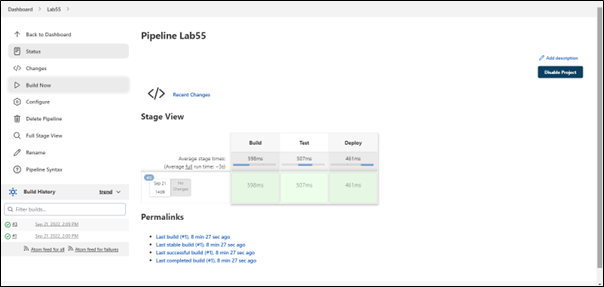 Dashboard > Lab55 >
Back to Dashboard
Status
Changes
Build Now
Configure
Delete Pipeline
Full Stage View
Rename
Pipeline Syntax
Build History trend
Filter builds...
Sep 21, 2022, 2:09 PM
#1 Sep 21, 2022, 2:09 PM
Atom feed for all Atom feed for failures
Pipeline Lab55
Add description
Disable Project
</> Recent Changes
Stage View
Build Test Deploy
Average stage times: 598ms 507ms 461ms
(Average full run time: ~3s)
#1
Sep 21 No
Changes
598ms 507ms 461ms
Permalinks
Last build (#1), 8 min 27 sec ago
Last stable build (#1), 8 min 27 sec ago
Last successful build (#1), 8 min 27 sec ago
Last completed build (#1), 8 min 27 sec ago